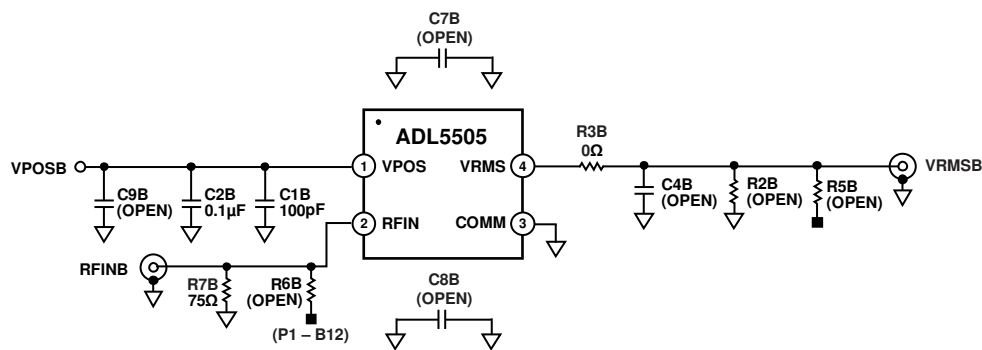 C7B
(OPEN)
ADL5505
VPOSB
1
VPOS
VRMS
4
R3B
0Ω
VRMSB
C9B
(OPEN)
C2B
0.1µF
C1B
100pF
C4B
(OPEN)
R2B
(OPEN)
R5B
(OPEN)
2
RFIN
COMM
3
RFINB
R7B
75Ω
R6B
(OPEN)
(P1 – B12)
C8B
(OPEN)